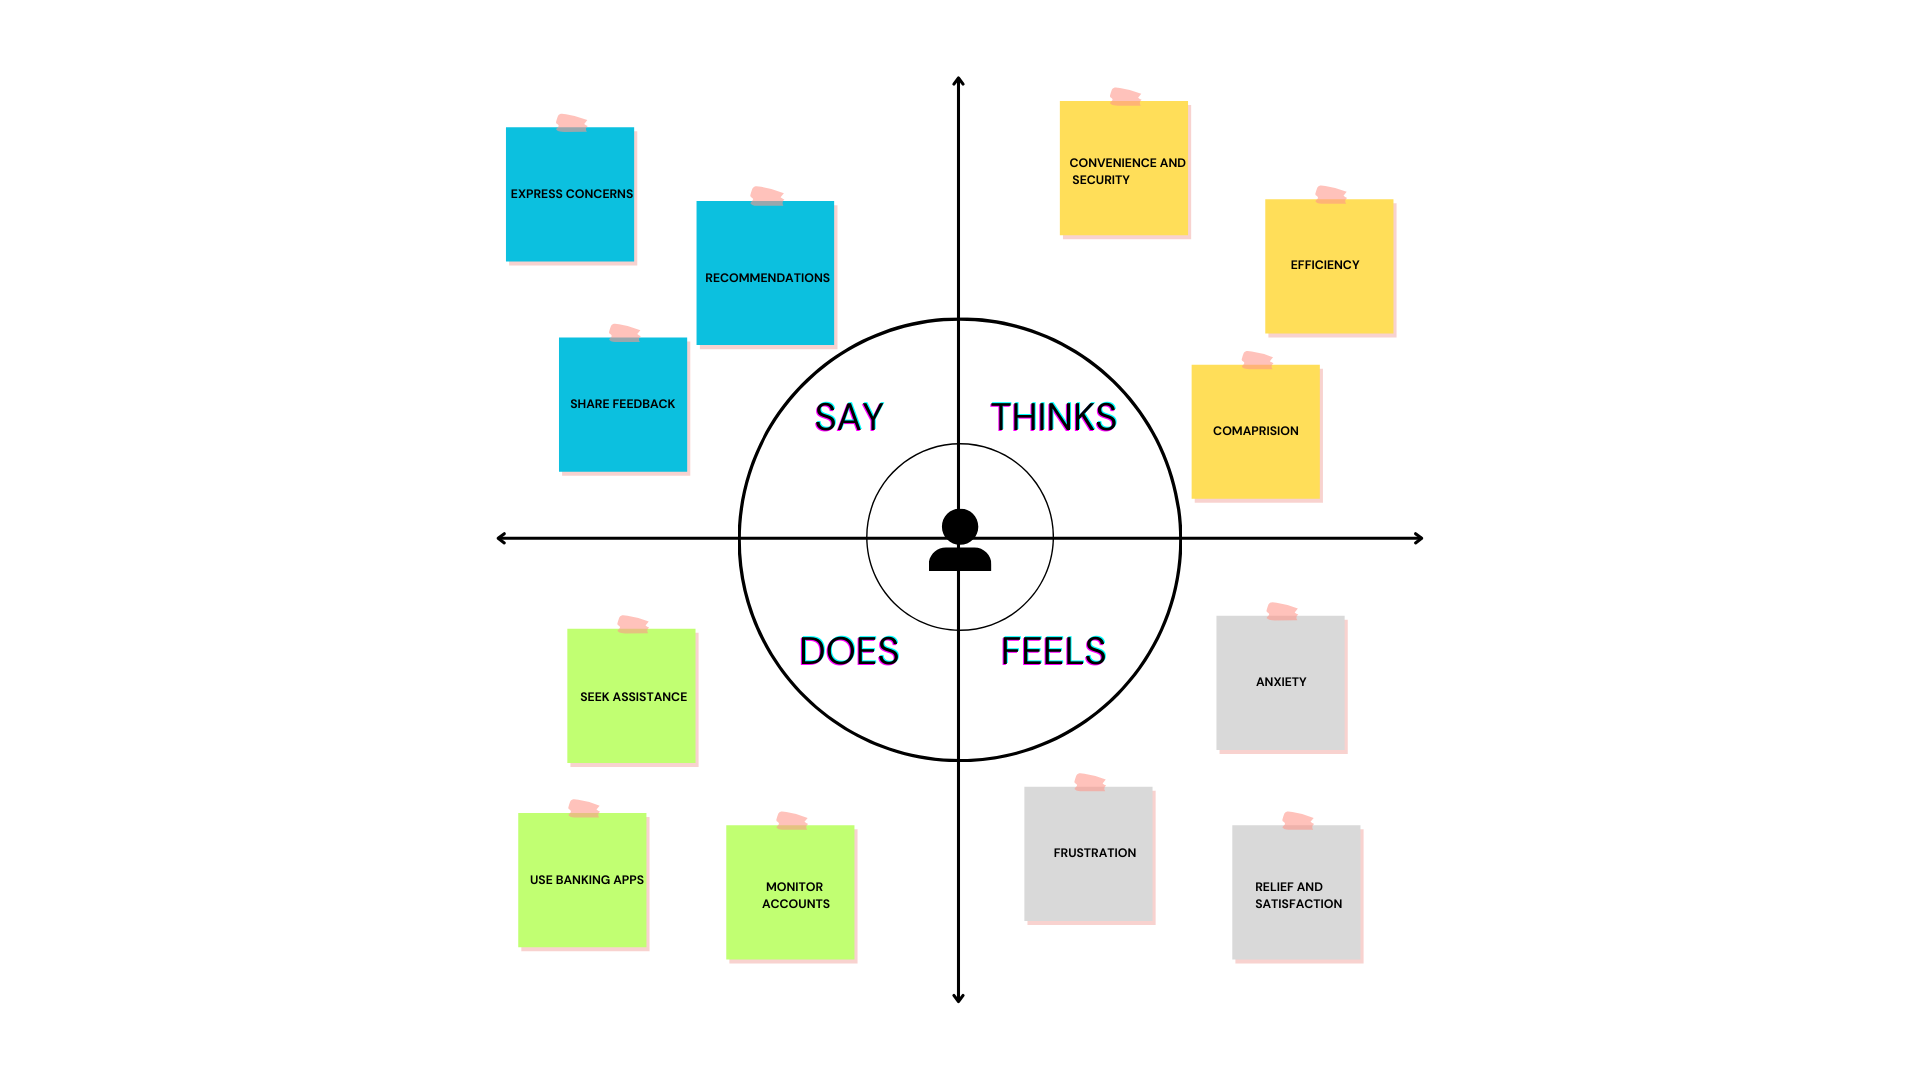 EXPRESS CONCERNS
RECOMMENDATIONS
SHARE FEEDBACK
CONVENIENCE AND
SECURITY
EFFICIENCY
COMAPRISION
SAY
THINKS
DOES
FEELS
SEEK ASSISTANCE
USE BANKING APPS
MONITOR
ACCOUNTS
ANXIETY
FRUSTRATION
RELIEF AND
SATISFACTION